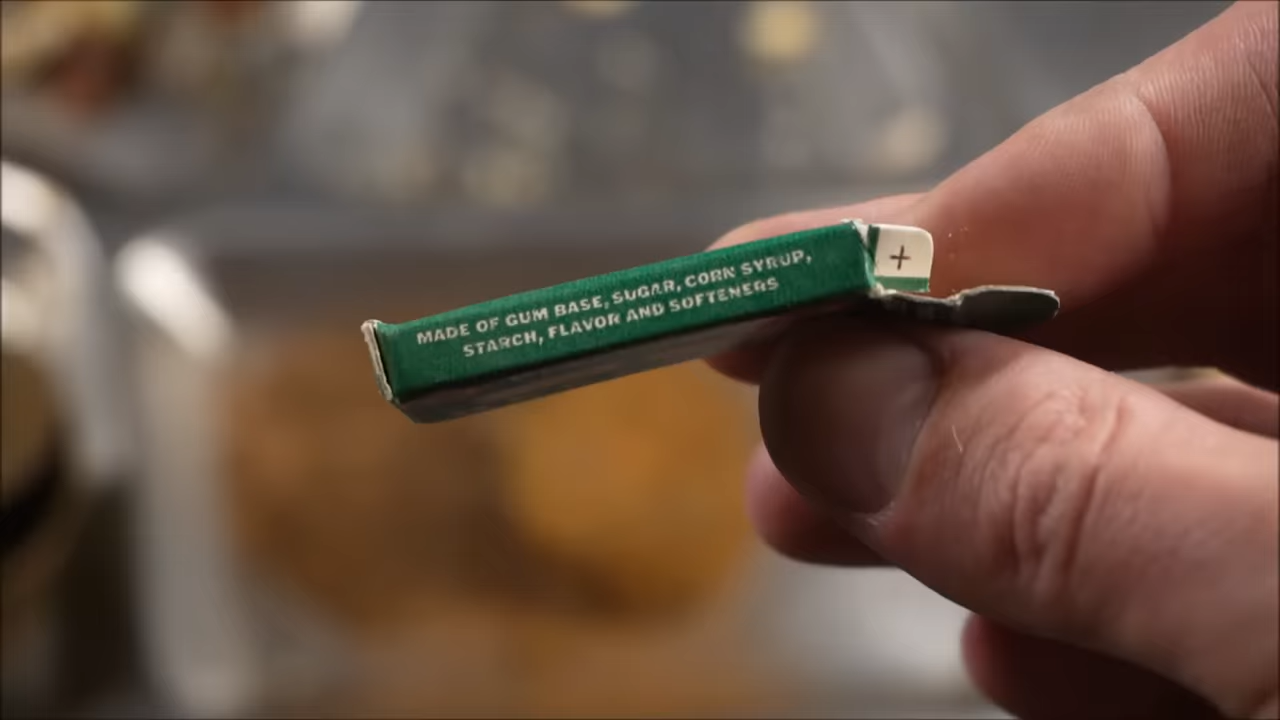 MADE OF GUM BASE, SUGAR, CORN SYRUP,
STARCH, FLAVOR AND SOFTENERS
+